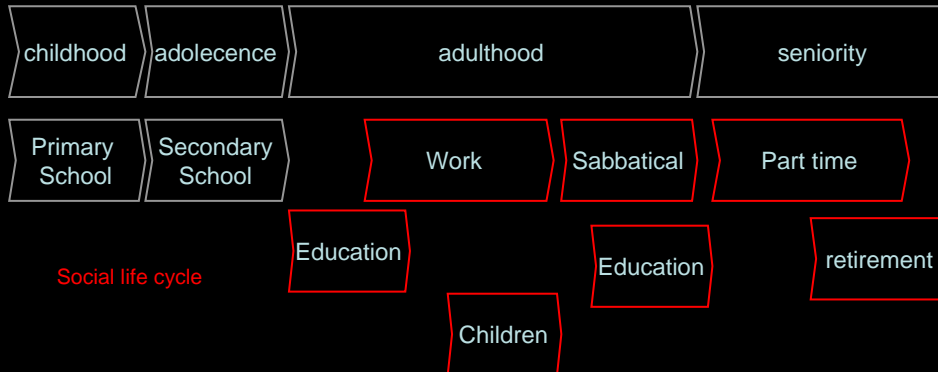 childhood
adolecence
adulthood
seniority
Primary
School
Secondary
School
Work
Sabbatical
Part time
Education
Education
retirement
Social life cycle
Children